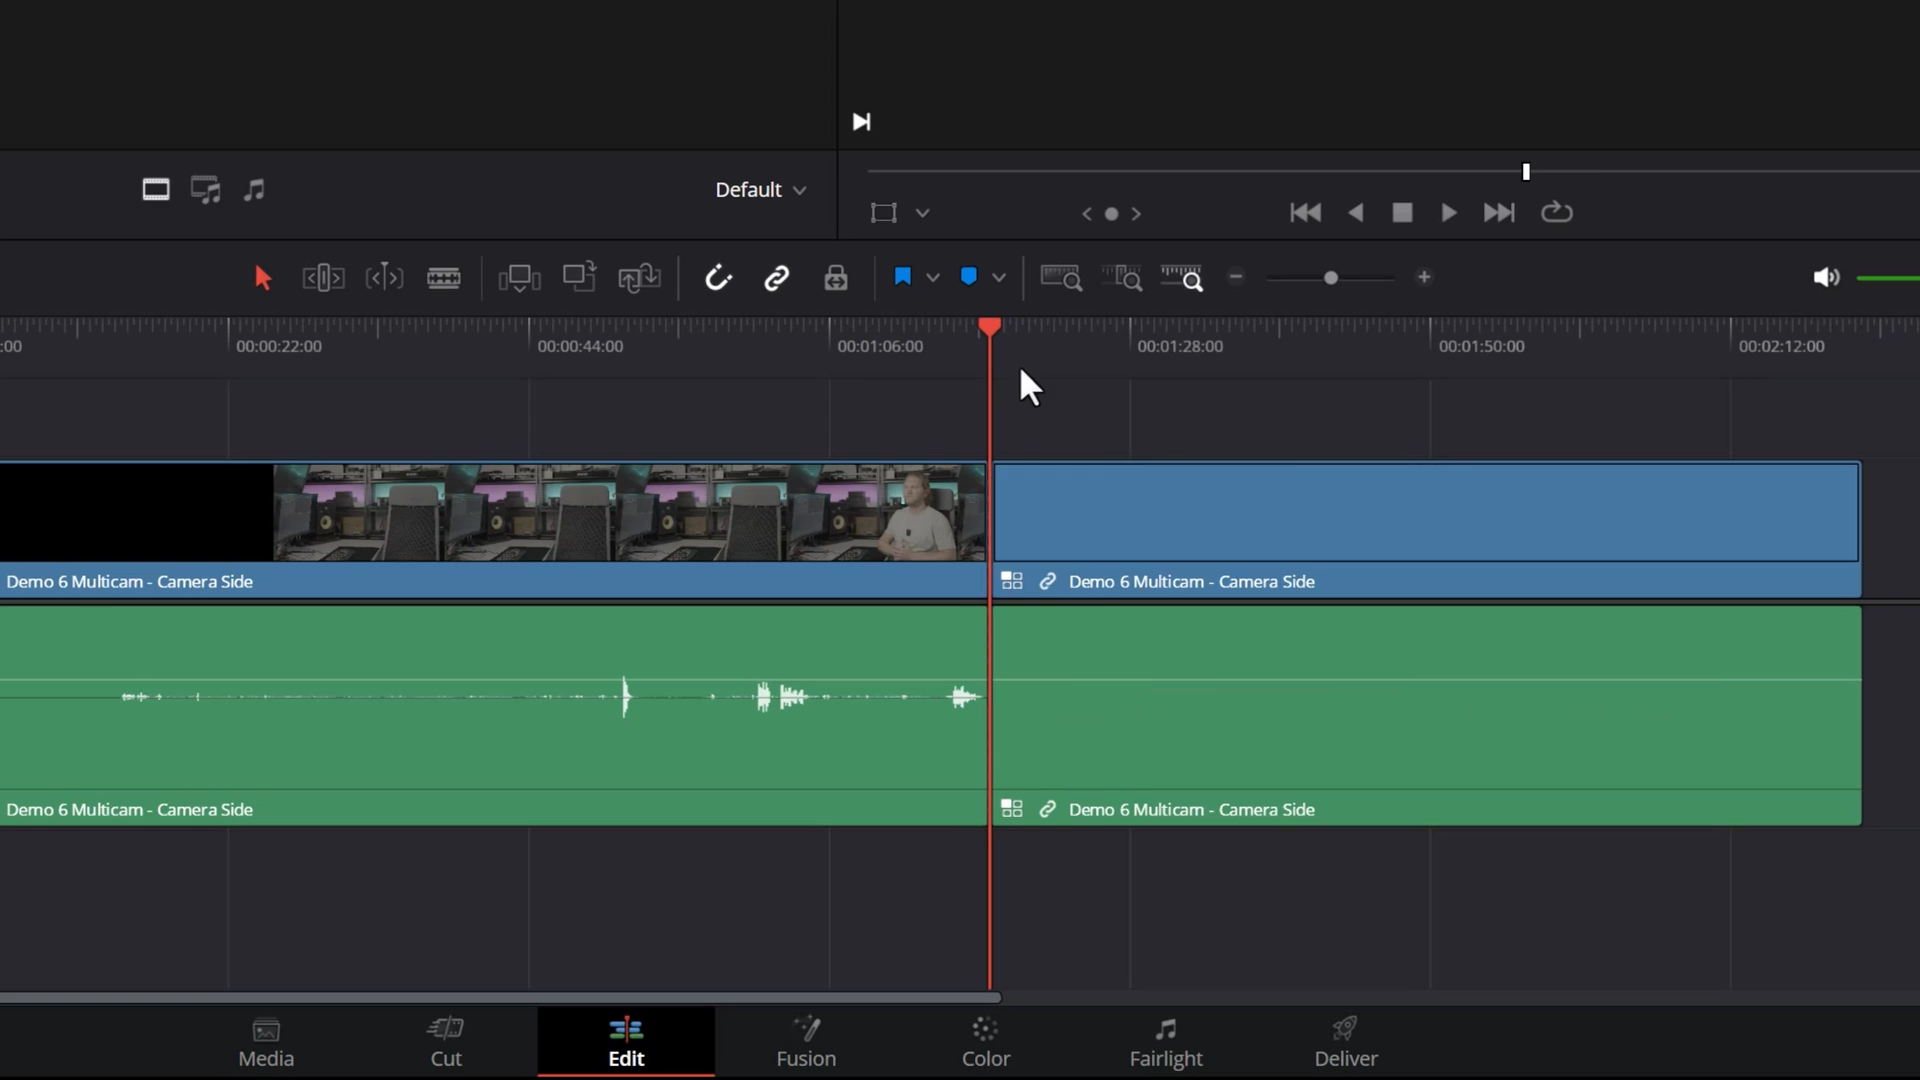 Default
:00
00:00:22:00
00:00:44:00
00:01:06:00
00:01:28:00
00:01:50:00
00:02:12:00
Demo 6 Multicam - Camera Side
Demo 6 Multicam - Camera Side
Demo 6 Multicam - Camera Side
Demo 6 Multicam - Camera Side
Media
Cut
Edit
Fusion
Color
Fairlight
Deliver